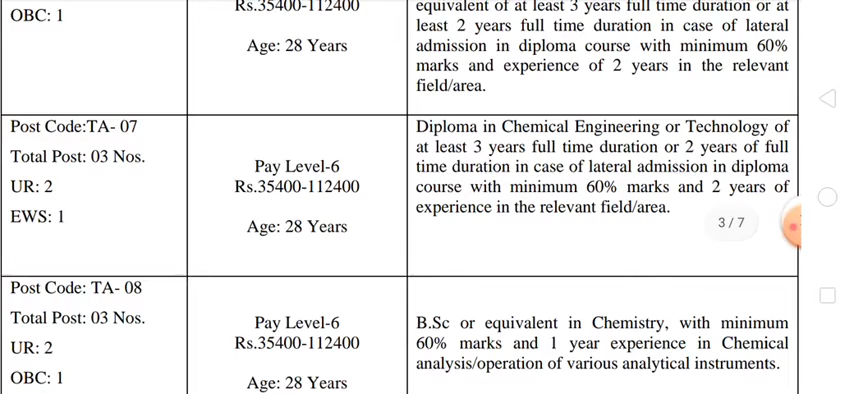 OBC: 1
Rs.35400-112400
Age: 28 Years
equivalent of at least 3 years full time duration or at
least 2 years full time duration in case of lateral
admission in diploma course with minimum 60%
marks and experience of 2 years in the relevant
field/area.
Post Code:TA- 07
Total Post: 03 Nos.
UR: 2
EWS: 1
Pay Level-6
Rs.35400-112400
Age: 28 Years
Diploma in Chemical Engineering or Technology of
at least 3 years full time duration or 2 years of full
time duration in case of lateral admission in diploma
course with minimum 60% marks and 2 years of
experience in the relevant field/area.
3 / 7
Post Code: TA- 08
Total Post: 03 Nos.
UR: 2
OBC: 1
Pay Level-6
Rs.35400-112400
Age: 28 Years
B.Sc or equivalent in Chemistry, with minimum
60% marks and 1 year experience in Chemical
analysis/operation of various analytical instruments.